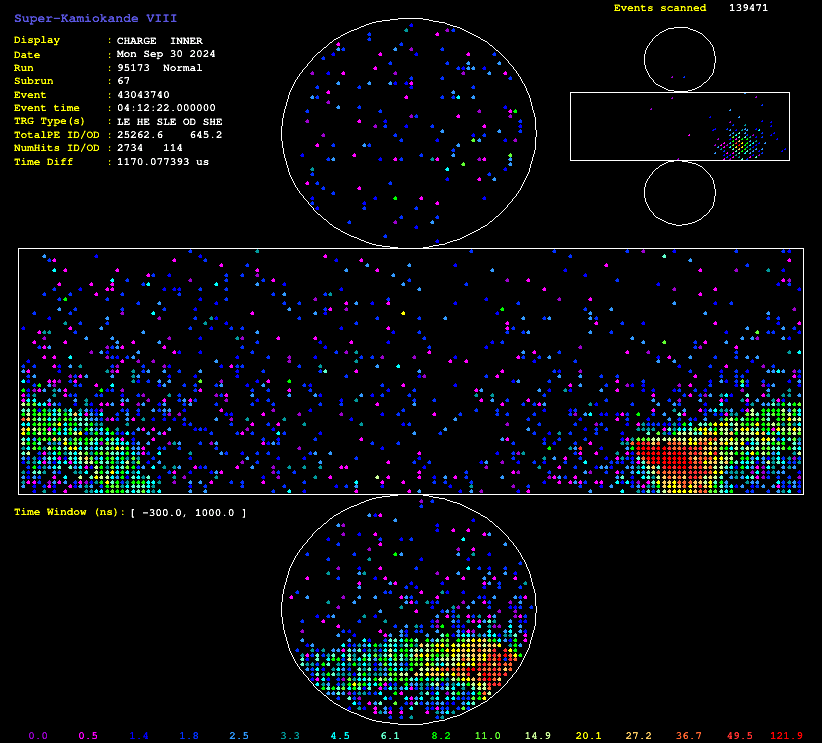 Super-Kamiokande VIII
Events scanned 139471
Display : CHARGE INNER
Date : Mon Sep 30 2024
Run : 95173 Normal
Subrun : 67
Event : 43043740
Event time : 04:12:22.000000
TRG Type(s) : LE HE SLE OD SHE
TotalPE ID/OD : 25262.6 645.2
NumHits ID/OD : 2734 114
Time Diff : 1170.077393 us
Time Window (ns): [ -300.0, 1000.0 ]
0.0 0.5 1.4 1.8 2.5 3.3 4.5 6.1 8.2 11.0 14.9 20.1 27.2 36.7 49.5 121.9